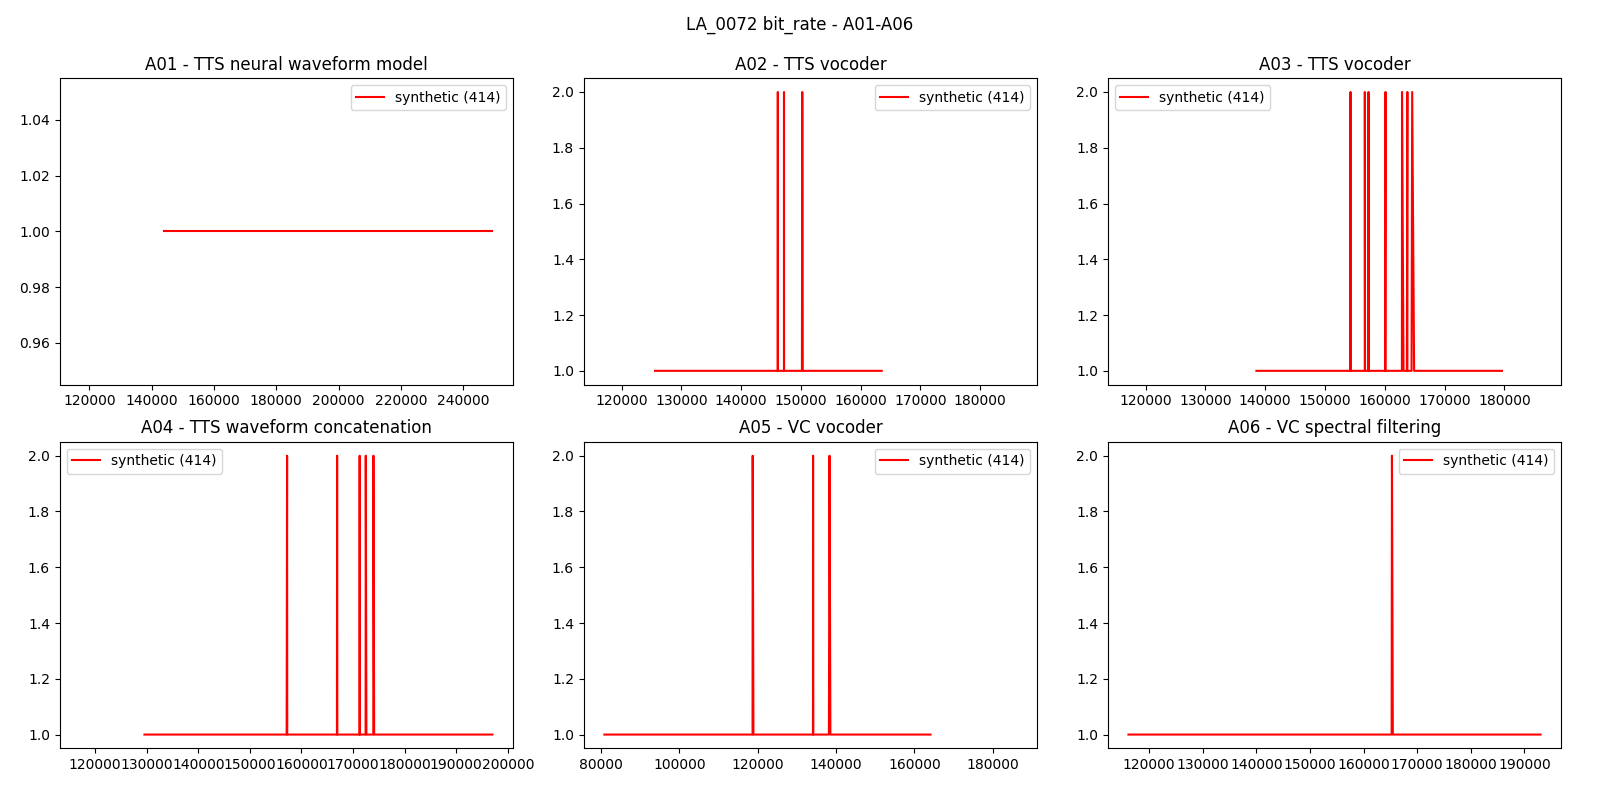 LA_0072 bit_rate - A01-A06
A01 - TTS neural waveform model
synthetic (414)
1.04
1.02
1.00
0.98
0.96
120000 140000 160000 180000 200000 220000 240000
A02 - TTS vocoder
synthetic (414)
2.0
1.8
1.6
1.4
1.2
1.0
120000 130000 140000 150000 160000 170000 180000
A03 - TTS vocoder
synthetic (414)
2.0
1.8
1.6
1.4
1.2
1.0
120000 130000 140000 150000 160000 170000 180000
A04 - TTS waveform concatenation
synthetic (414)
2.0
1.8
1.6
1.4
1.2
1.0
120000 130000 140000 150000 160000 170000 180000 190000 200000
A05 - VC vocoder
synthetic (414)
2.0
1.8
1.6
1.4
1.2
1.0
80000 100000 120000 140000 160000 180000
A06 - VC spectral filtering
synthetic (414)
2.0
1.8
1.6
1.4
1.2
1.0
120000 130000 140000 150000 160000 170000 180000 190000